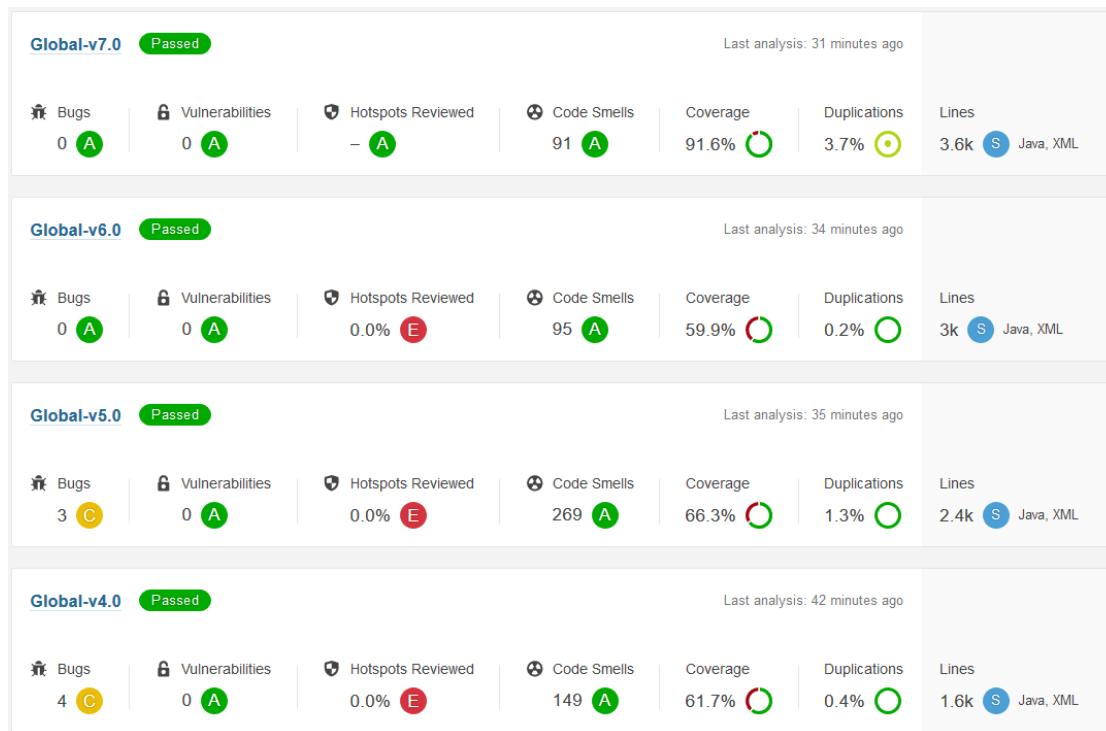 Global-v7.0 Passed Last analysis: 31 minutes ago
Bugs Vulnerabilities Hotspots Reviewed Code Smells Coverage Duplications Lines
0 A 0 A – A 91 A 91.6% 3.7% 3.6k S Java, XML
Global-v6.0 Passed Last analysis: 34 minutes ago
Bugs Vulnerabilities Hotspots Reviewed Code Smells Coverage Duplications Lines
0 A 0 A 0.0% E 95 A 59.9% 0.2% 3k S Java, XML
Global-v5.0 Passed Last analysis: 35 minutes ago
Bugs Vulnerabilities Hotspots Reviewed Code Smells Coverage Duplications Lines
3 C 0 A 0.0% E 269 A 66.3% 1.3% 2.4k S Java, XML
Global-v4.0 Passed Last analysis: 42 minutes ago
Bugs Vulnerabilities Hotspots Reviewed Code Smells Coverage Duplications Lines
4 C 0 A 0.0% E 149 A 61.7% 0.4% 1.6k S Java, XML